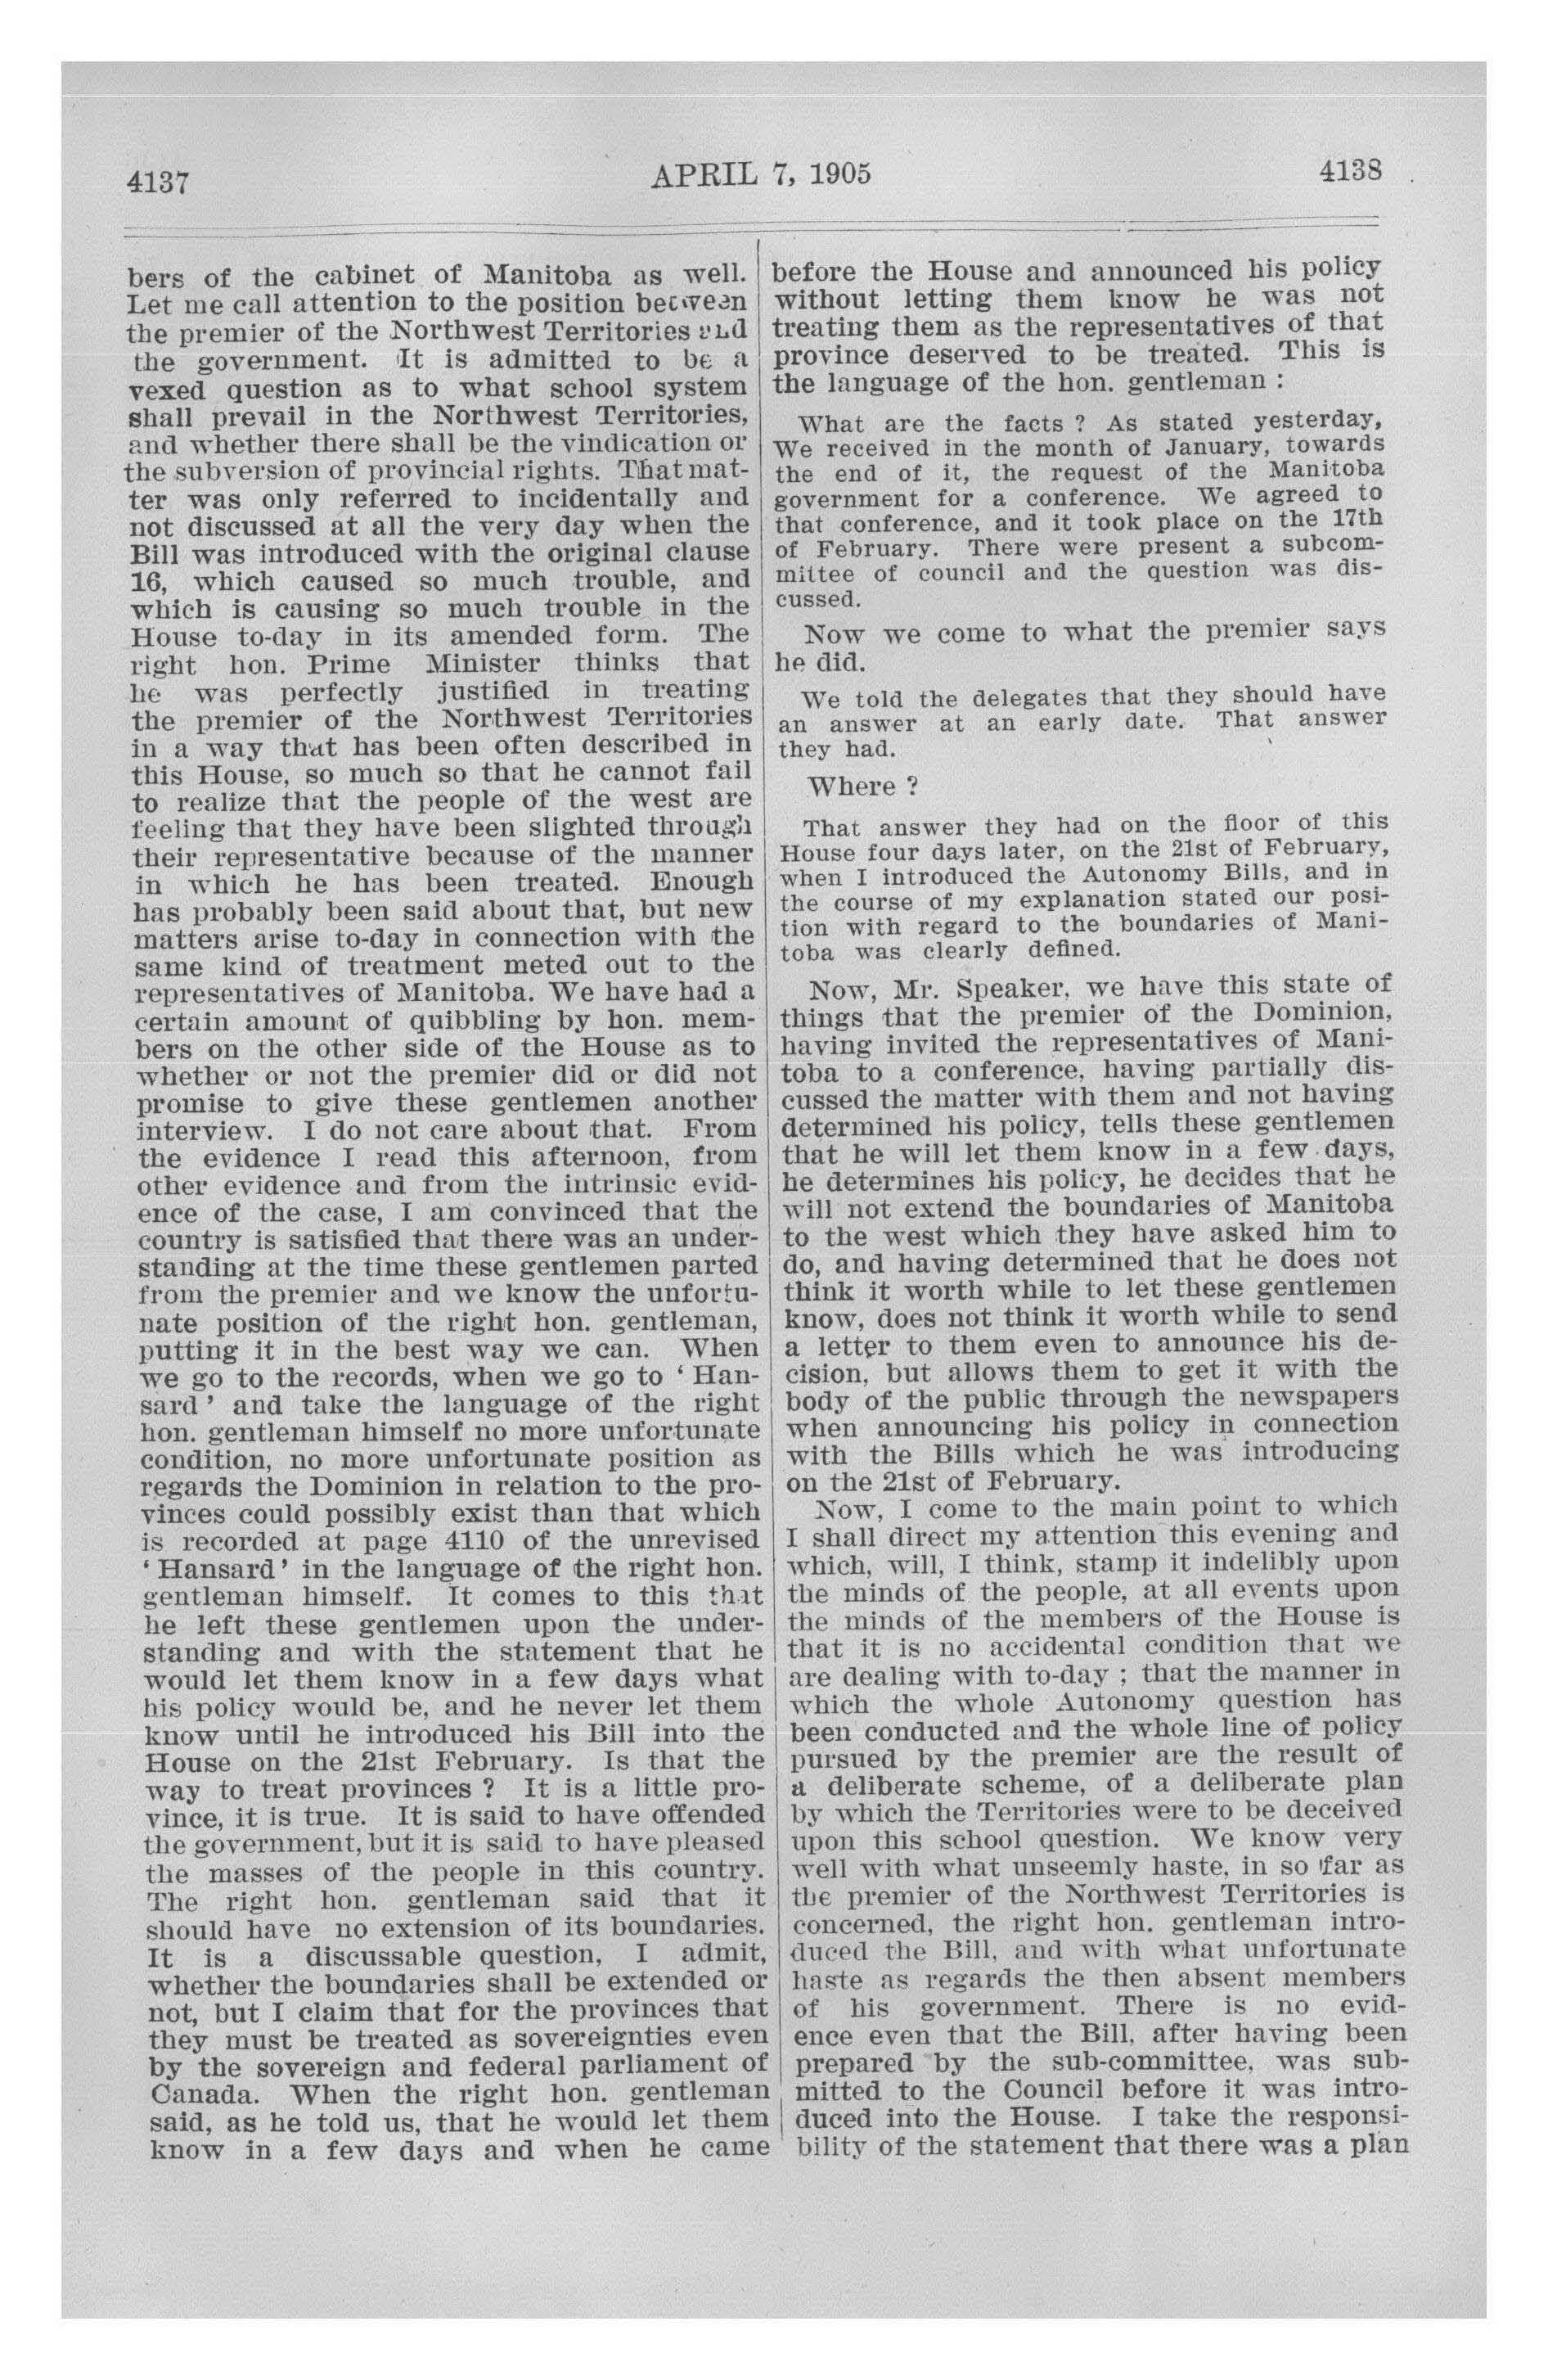 4137
APRIL 7, 1905
4138
bers of the cabinet of Manitoba as well.
Let me call attention to the position between
the premier of the Northwest Territories and
the government. It is admitted to be a
vexed question as to what school system
shall prevail in the Northwest Territories,
and whether there shall be the vindication or
the subversion of provincial rights. That mat-
ter was only referred to incidentally and
not discussed at all the very day when the
Bill was introduced with the original clause
16, which caused so much trouble, and
which is causing so much trouble in the
House to-day in its amended form. The
right hon. Prime Minister thinks that
he was perfectly justified in treating
the premier of the Northwest Territories
in a way that has been often described in
this House, so much so that he cannot fail
to realize that the people of the west are
feeling that they have been slighted through
their representative because of the manner
in which he has been treated. Enough
has probably been said about that, but new
matters arise to-day in connection with the
same kind of treatment meted out to the
representatives of Manitoba. We have had a
certain amount of quibbling by hon. mem-
bers on the other side of the House as to
whether or not the premier did or did not
promise to give these gentlemen another
interview. I do not care about that. From
the evidence I read this afternoon, from
other evidence and from the intrinsic evid-
ence of the case, I am convinced that the
country is satisfied that there was an under-
standing at the time these gentlemen parted
from the premier and we know the unfortu-
nate position of the right hon. gentleman,
putting it in the best way we can. When
we go to the records, when we go to ‘ Han-
sard ’ and take the language of the right
hon. gentleman himself no more unfortunate
condition, no more unfortunate position as
regards the Dominion in relation to the pro-
vinces could possibly exist than that which
is recorded at page 4110 of the unrevised
‘ Hansard ’ in the language of the right hon.
gentleman himself. It comes to this that
he left these gentlemen upon the under-
standing and with the statement that he
would let them know in a few days what
his policy would be, and he never let them
know until he introduced his Bill into the
House on the 21st February. Is that the
way to treat provinces ? It is a little pro-
vince, it is true. It is said to have offended
the government, but it is said to have pleased
the masses of the people in this country.
The right hon. gentleman said that it
should have no extension of its boundaries.
It is a discussable question, I admit,
whether the boundaries shall be extended or
not, but I claim that for the provinces that
they must be treated as sovereignties even
by the sovereign and federal parliament of
Canada. When the right hon. gentleman
said, as he told us, that he would let them
know in a few days and when he came
before the House and announced his policy
without letting them know he was not
treating them as the representatives of that
province deserved to be treated. This is
the language of the hon. gentleman :
What are the facts ? As stated yesterday,
We received in the month of January, towards
the end of it, the request of the Manitoba
government for a conference. We agreed to
that conference, and it took place on the 17th
of February. There were present a subcom-
mittee of council and the question was dis-
cussed.
Now we come to what the premier says
he did.
We told the delegates that they should have
an answer at an early date. That answer
they had.
Where ?
That answer they had on the floor of this
House four days later, on the 21st of February,
when I introduced the Autonomy Bills, and in
the course of my explanation stated our posi-
tion with regard to the boundaries of Mani-
toba was clearly defined.
Now, Mr. Speaker, we have this state of
things that the premier of the Dominion,
having invited the representatives of Mani-
toba to a conference, having partially dis-
cussed the matter with them and not having
determined his policy, tells these gentlemen
that he will let them know in a few days,
he determines his policy, he decides that he
will not extend the boundaries of Manitoba
to the west which they have asked him to
do, and having determined that he does not
think it worth while to let these gentlemen
know, does not think it worth while to send
a letter to them even to announce his de-
cision, but allows them to get it with the
body of the public through the newspapers
when announcing his policy in connection
with the Bills which he was introducing
on the 21st of February.
Now, I come to the main point to which
I shall direct my attention this evening and
which, will, I think, stamp it indelibly upon
the minds of the people, at all events upon
the minds of the members of the House is
that it is no accidental condition that we
are dealing with to-day ; that the manner in
which the whole Autonomy question has
been conducted and the whole line of policy
pursued by the premier are the result of
a deliberate scheme, of a deliberate plan
by which the Territories were to be deceived
upon this school question. We know very
well with what unseemly haste, in so far as
the premier of the Northwest Territories is
concerned, the right hon. gentleman intro-
duced the Bill, and with what unfortunate
haste as regards the then absent members
of his government. There is no evid-
ence even that the Bill, after having been
prepared by the sub-committee, was sub-
mitted to the Council before it was intro-
duced into the House. I take the responsi-
bility of the statement that there was a plan